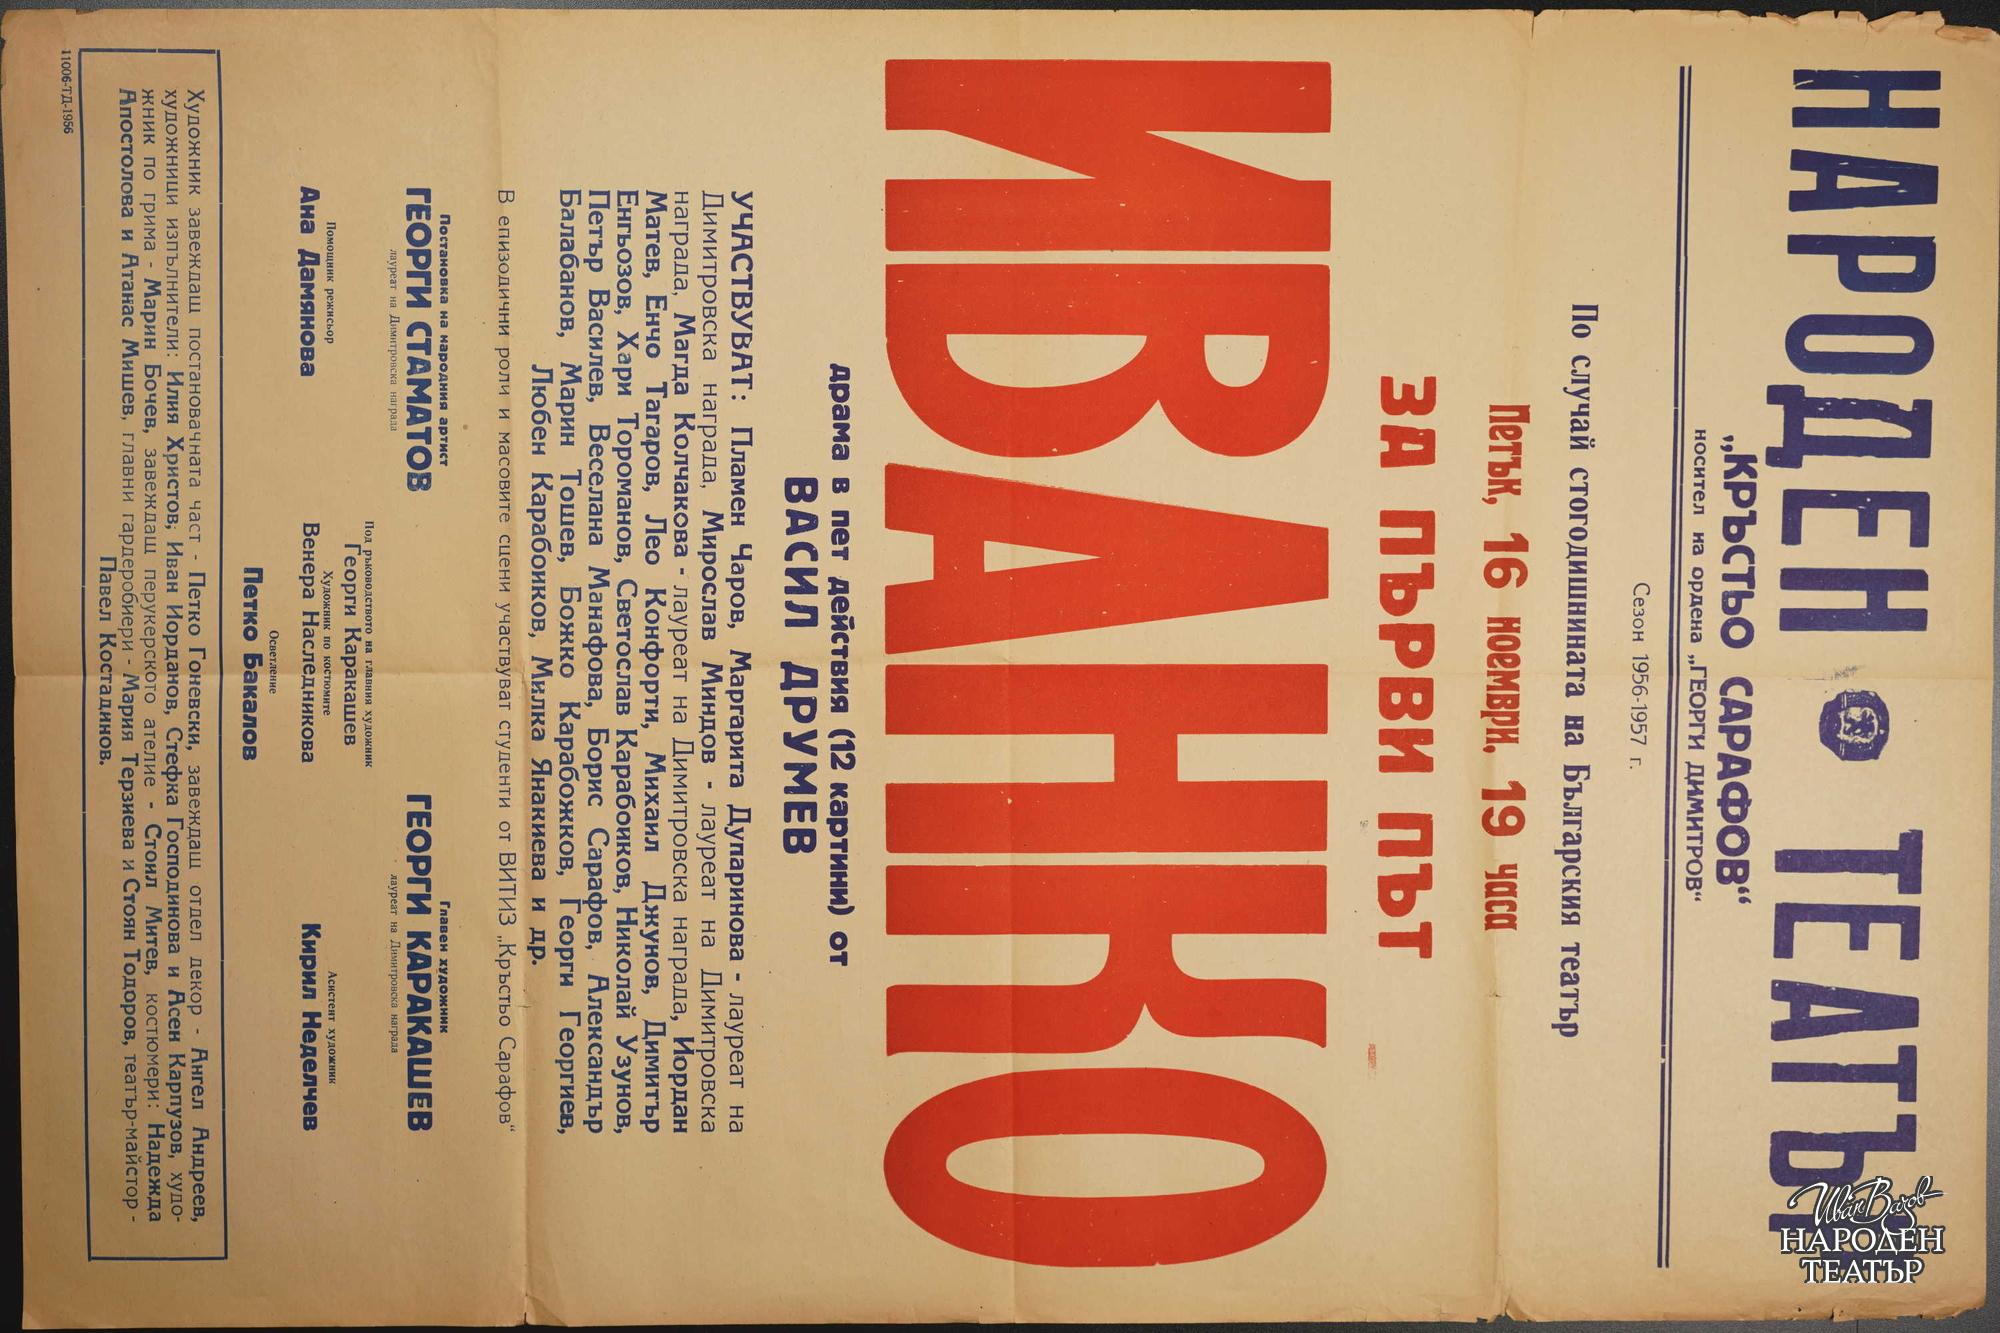 НАРОДЕН ТЕАТЪР
„КРЪСТЬО САРАФОВ“
носител на ордена „ГЕОРГИ ДИМИТРОВ“
Сезон 1956-1957 г.
По случай стогодишнината на Българския театър
Петък, 16 ноември, 19 часа
ЗА ПЪРВИ ПЪТ
ИВАНКО
драма в пет действия (12 картини) от
ВАСИЛ ДРУМЕВ
УЧАСТВУВАТ: Пламен Чаров, Маргарита Дупаринова - лауреат на
Димитровска награда, Мирослав Миндов - лауреат на Димитровска
награда, Магда Колчакова - лауреат на Димитровска награда, Йордан
Матев, Енчо Тагаров, Лео Конфорти, Михаил Джунов, Димитър
Енгьозов, Хари Тороманов, Светослав Карабойков, Николай Узунов,
Петър Василев, Веселана Манафова, Борис Сарафов, Александър
Балабанов, Марин Тошев, Божко Карабожков, Георги Георгиев,
Любен Карабойков, Милка Янакиева и др.
В епизодични роли и масовите сцени участвуват студенти от ВИТИЗ „Кръстьо Сарафов“
Постановка на народния артист
ГЕОРГИ СТАМАТОВ
лауреат на Димитровска награда
Главен художник
ГЕОРГИ КАРАКАШЕВ
лауреат на Димитровска награда
Под ръководството на главния художник
Георги Каракашев
Помощник режисьор
Ана Дамянова
Художник по костюмите
Венера Наследникова
Асистент художник
Кирил Неделчев
Осветление
Петко Бакалов
Художник завеждащ постановачната част - Петко Гоневски, завеждащ отдел декор - Ангел Андреев,
художници изпълнители: Илия Христов, Иван Йорданов, Стефка Господинова и Асен Карпузов, худо-
жник по грима - Марин Бочев, завеждащ перукерското ателие - Стоил Митев, костюмери: Надежда
Апостолова и Атанас Мишев, главни гардеробиери - Мария Терзиева и Стоян Тодоров, театър-майстор -
Павел Костадинов.
11006-ТД-1956
Иван Вазов
НАРОДЕН
ТЕАТЪР